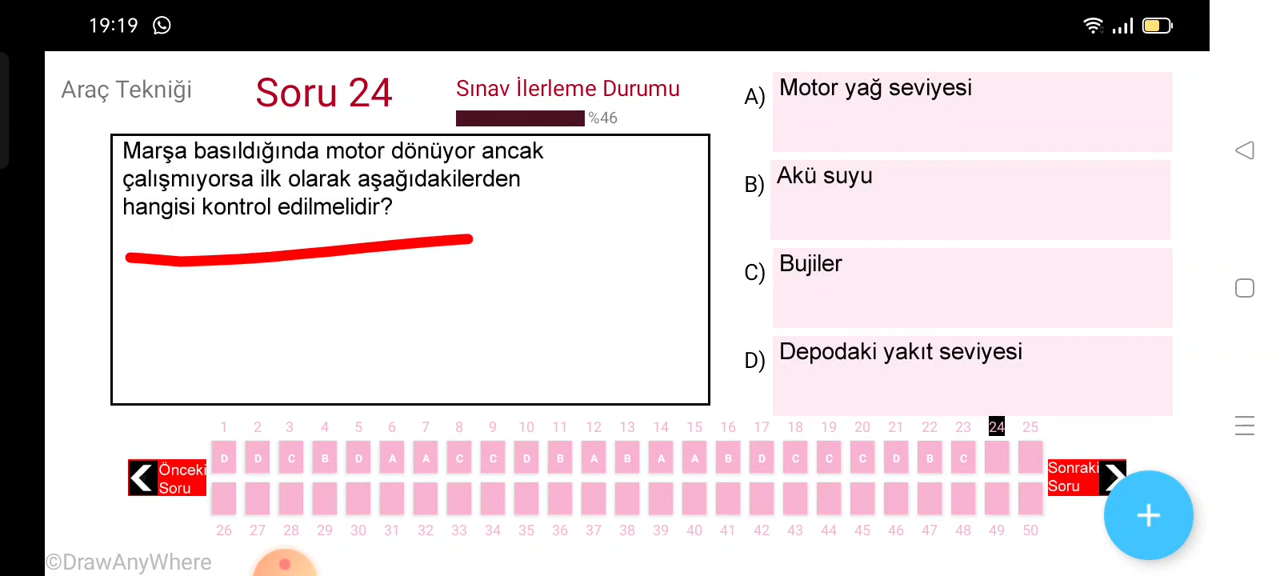 19:19
Araç Tekniği
Soru 24
Sınav İlerleme Durumu
%46
Marşa basıldığında motor dönüyor ancak
çalışmıyorsa ilk olarak aşağıdakilerden
hangisi kontrol edilmelidir?
A) Motor yağ seviyesi
B) Akü suyu
C) Bujiler
D) Depodaki yakıt seviyesi
1 2 3 4 5 6 7 8 9 10 11 12 13 14 15 16 17 18 19 20 21 22 23 24 25
D D C B D A A C C D B A B A A B D C C C D B C
Önceki
Soru
Sonraki
Soru
26 27 28 29 30 31 32 33 34 35 36 37 38 39 40 41 42 43 44 45 46 47 48 49 50
©DrawAnyWhere